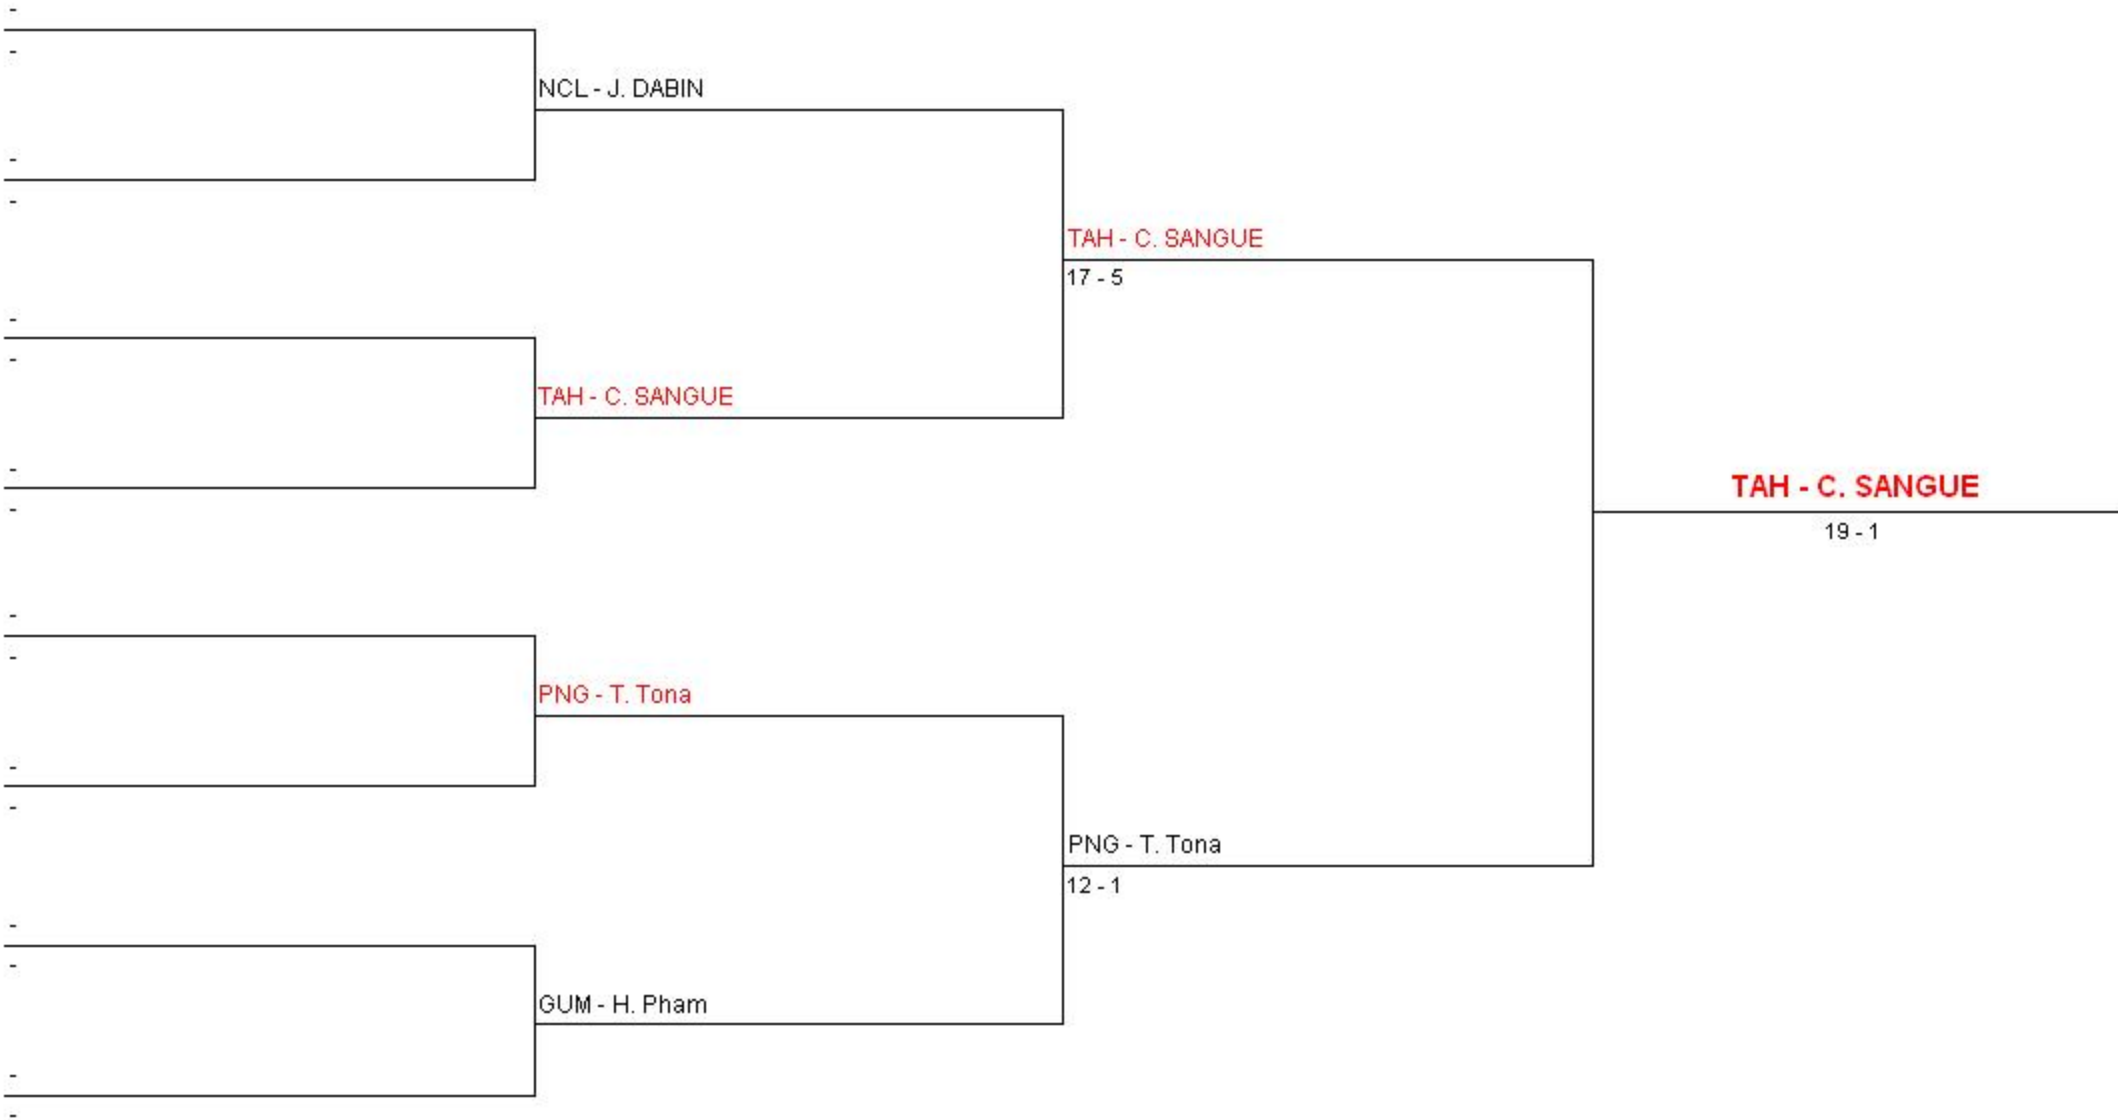 -
-
NCL - J. DABIN
-
-
TAH - C. SANGUE
17 - 5
-
-
TAH - C. SANGUE
-
-
TAH - C. SANGUE
19 - 1
-
-
PNG - T. Tona
-
-
PNG - T. Tona
12 - 1
-
-
GUM - H. Pham
-
-